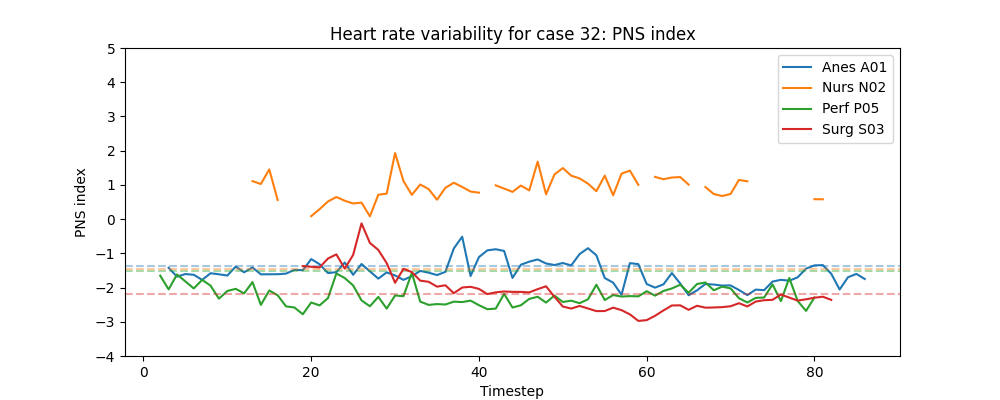 Heart rate variability for case 32: PNS index
5
4
3
2
1
0
−1
−2
−3
−4
PNS index
Anes A01
Nurs N02
Perf P05
Surg S03
0 20 40 60 80
Timestep